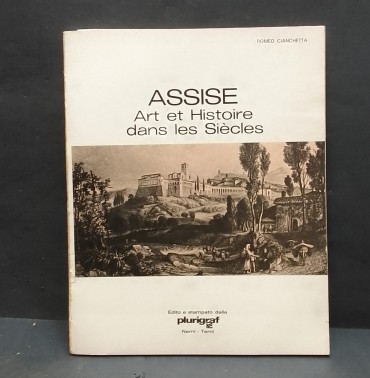 ROMEO CIANCHETTA
ASSISE
Art et Histoire
dans les Siècles
Edito e stampato dalla
plurigraf
Narni - Terni